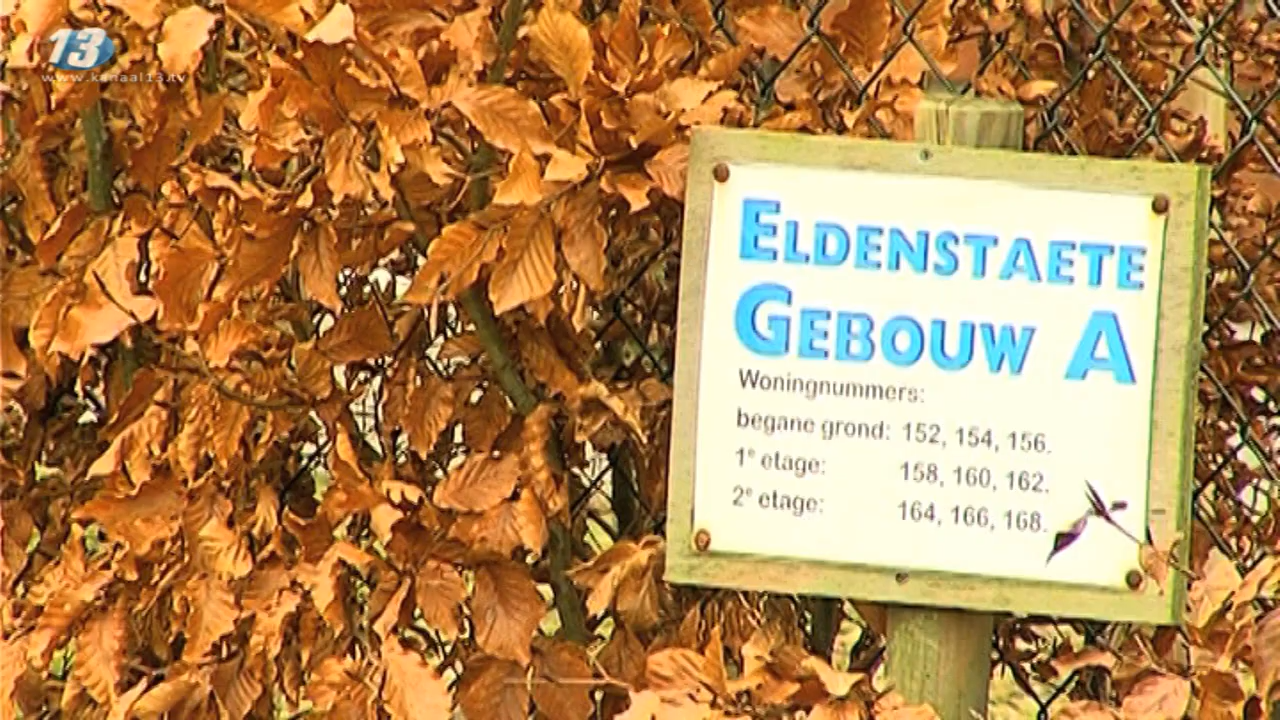 13
www.kanaal13.tv
ELDENSTAETE
GEBOUW A
Woningnummers:
begane grond: 152, 154, 156.
1e etage: 158, 160, 162.
2e etage: 164, 166, 168.